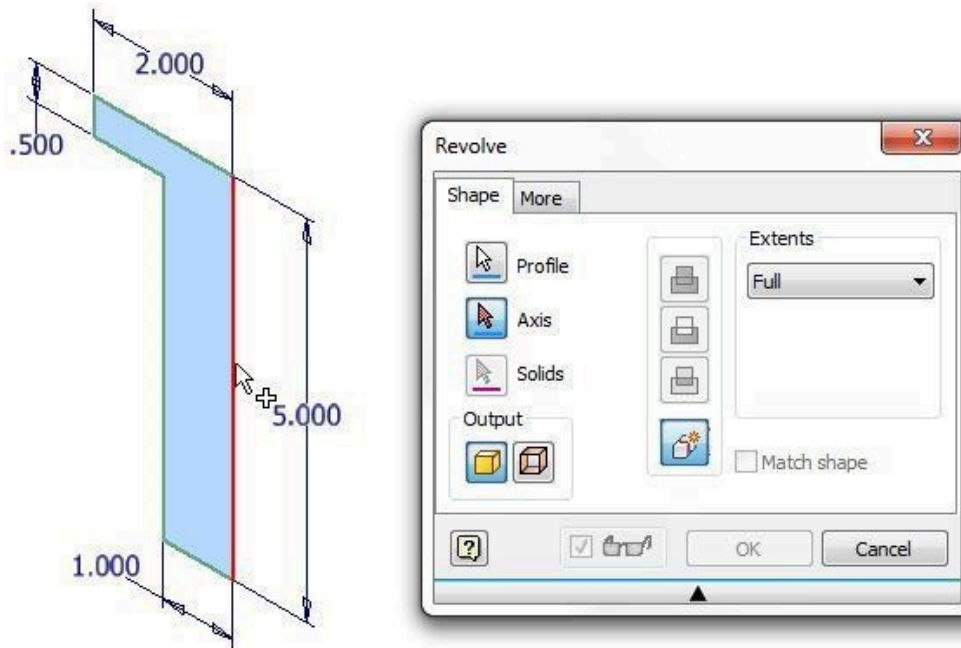 2.000
.500
5.000
1.000
Revolve
Shape
More
Profile
Axis
Solids
Output
Extents
Full
Match shape
?
OK
Cancel